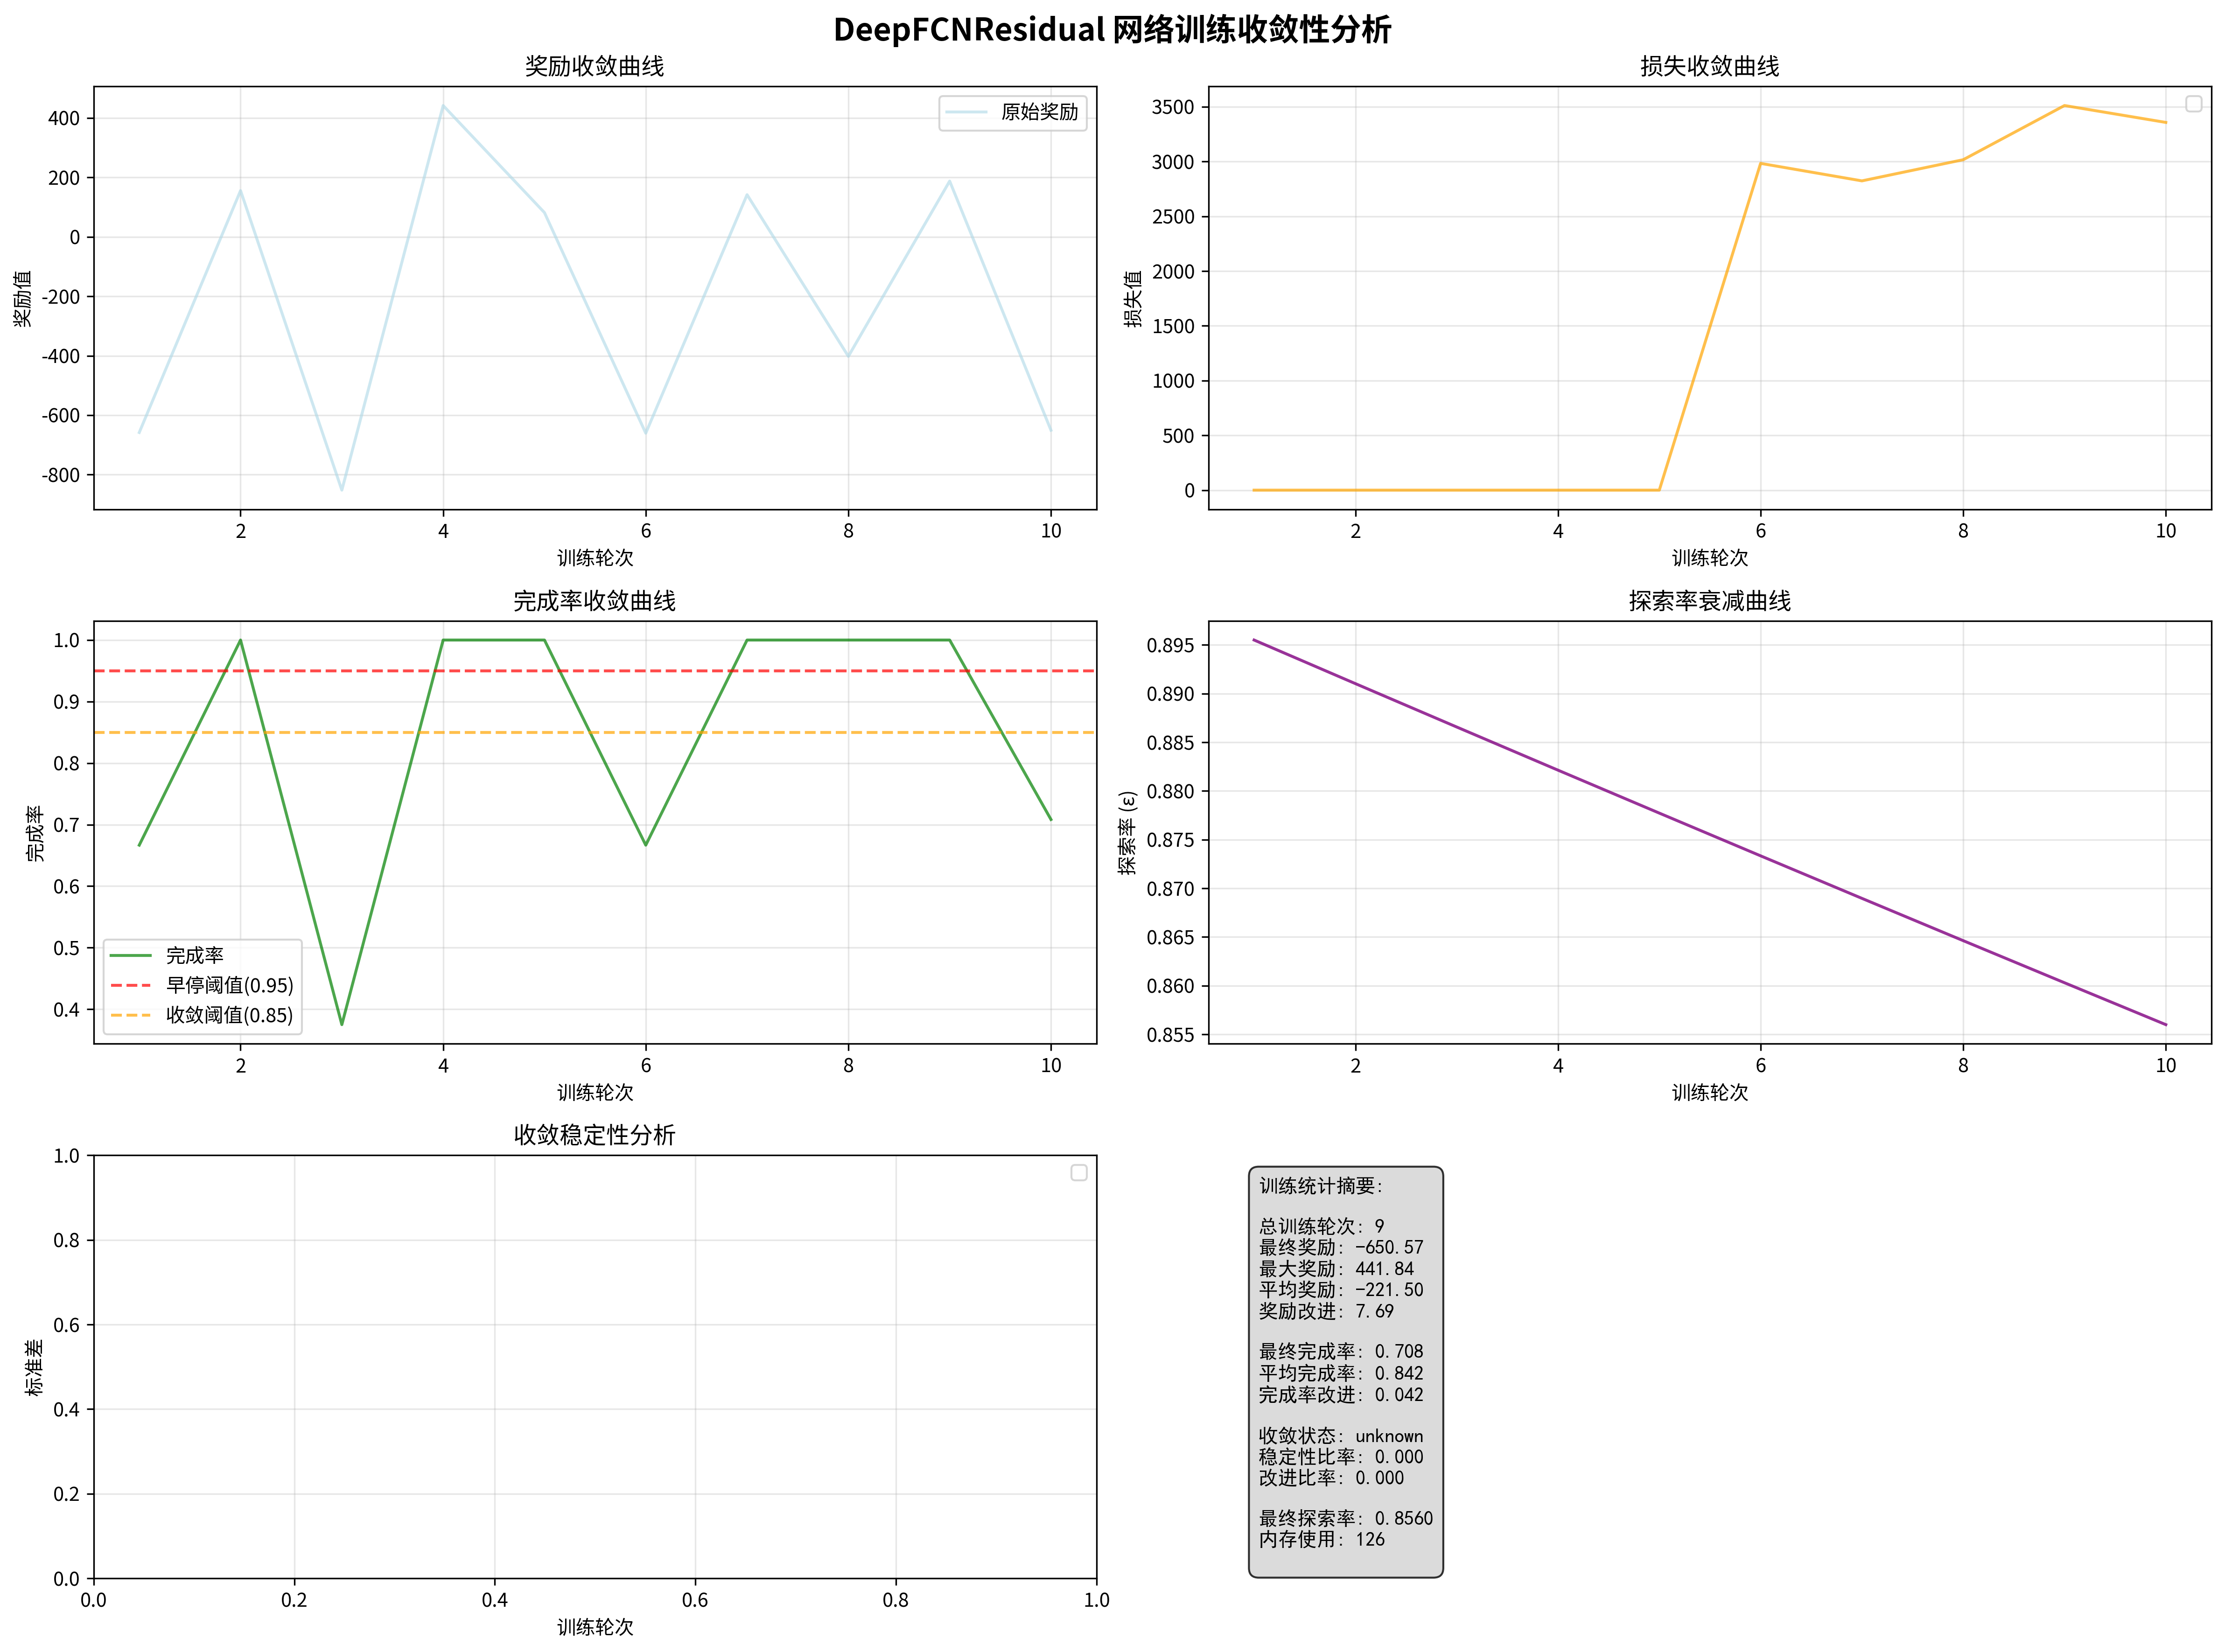 DeepFCNResidual 网络训练收敛性分析
奖励收敛曲线
原始奖励
400
200
0
-200
-400
-600
-800
奖励值
2 4 6 8 10
训练轮次
损失收敛曲线
3500
3000
2500
2000
1500
1000
500
0
损失值
2 4 6 8 10
训练轮次
完成率收敛曲线
1.0
0.9
0.8
0.7
0.6
0.5
0.4
完成率
完成率
早停阈值(0.95)
收敛阈值(0.85)
2 4 6 8 10
训练轮次
探索率衰减曲线
0.895
0.890
0.885
0.880
0.875
0.870
0.865
0.860
0.855
探索率 (ε)
2 4 6 8 10
训练轮次
收敛稳定性分析
1.0
0.8
0.6
0.4
0.2
0.0
标准差
0.0 0.2 0.4 0.6 0.8 1.0
训练轮次
训练统计摘要:
总训练轮次: 9
最终奖励: -650.57
最大奖励: 441.84
平均奖励: -221.50
奖励改进: 7.69
最终完成率: 0.708
平均完成率: 0.842
完成率改进: 0.042
收敛状态: unknown
稳定性比率: 0.000
改进比率: 0.000
最终探索率: 0.8560
内存使用: 126